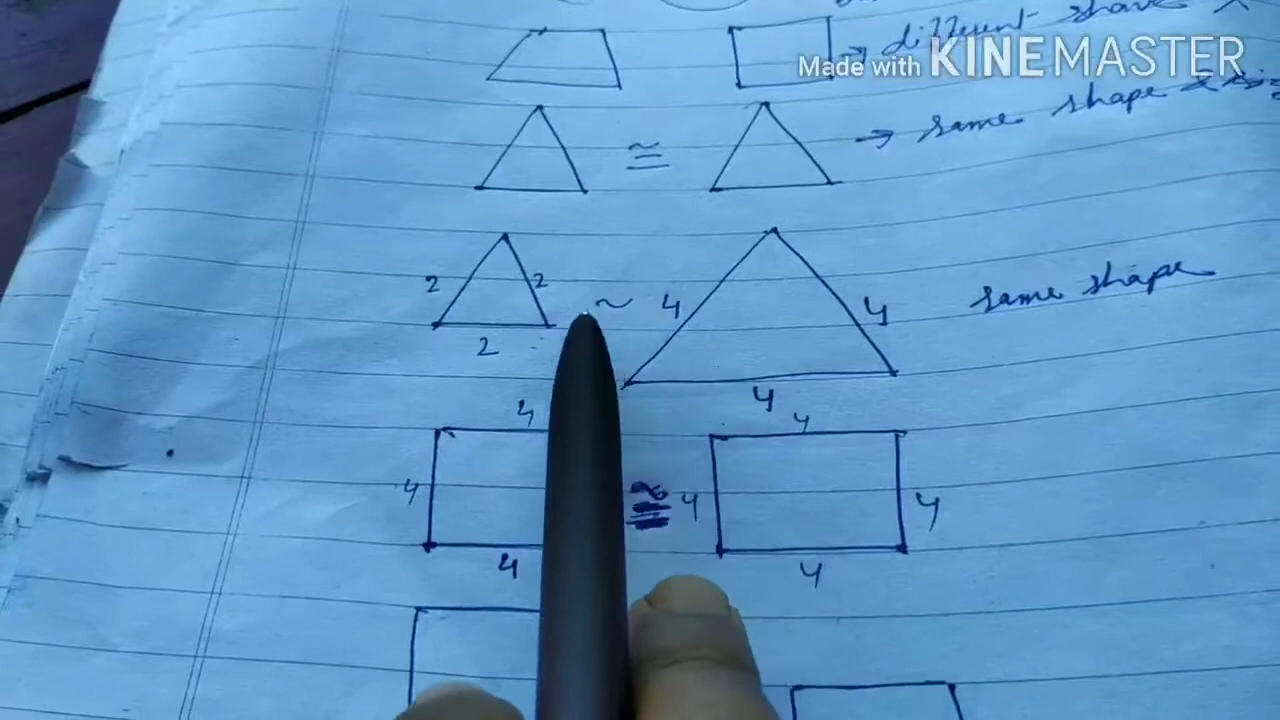 → different
Made with KINEMASTER
≅ → same shape &
2 2 ~ 4 4 same shape
2
4
4 4
4 ≅ 4 4
4 4